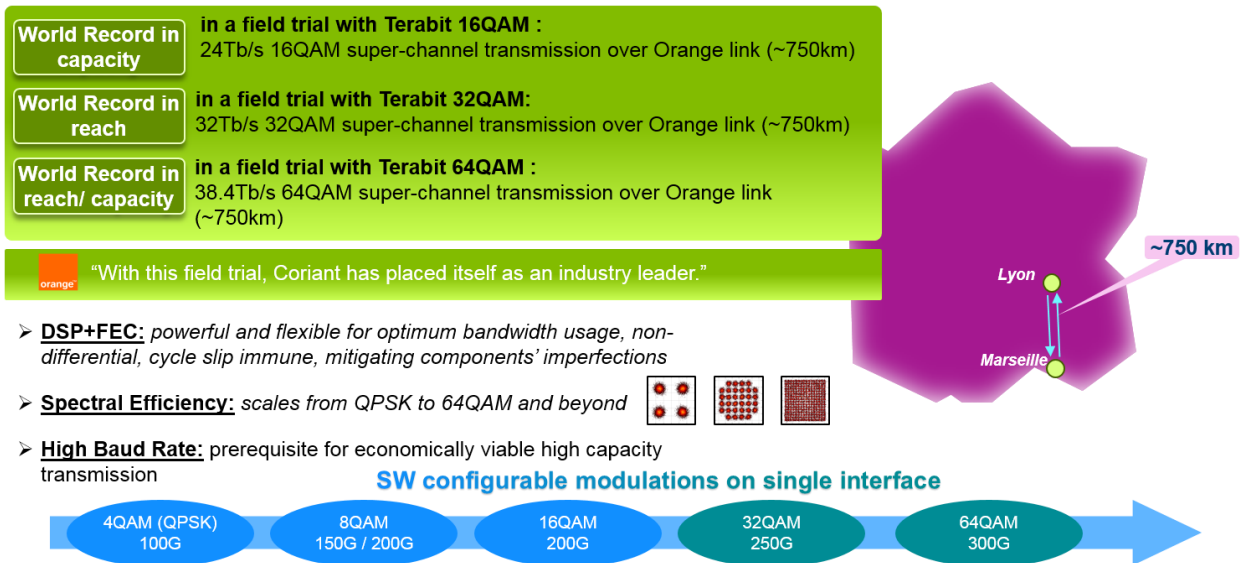 World Record in
capacity
in a field trial with Terabit 16QAM :
24Tb/s 16QAM super-channel transmission over Orange link (~750km)
World Record in
reach
in a field trial with Terabit 32QAM:
32Tb/s 32QAM super-channel transmission over Orange link (~750km)
World Record in
reach/ capacity
in a field trial with Terabit 64QAM :
38.4Tb/s 64QAM super-channel transmission over Orange link
(~750km)
orange™
“With this field trial, Coriant has placed itself as an industry leader.”
~750 km
Lyon
Marseille
➢ DSP+FEC: powerful and flexible for optimum bandwidth usage, non-
differential, cycle slip immune, mitigating components’ imperfections
➢ Spectral Efficiency: scales from QPSK to 64QAM and beyond
➢ High Baud Rate: prerequisite for economically viable high capacity
transmission
SW configurable modulations on single interface
4QAM (QPSK)
100G
8QAM
150G / 200G
16QAM
200G
32QAM
250G
64QAM
300G